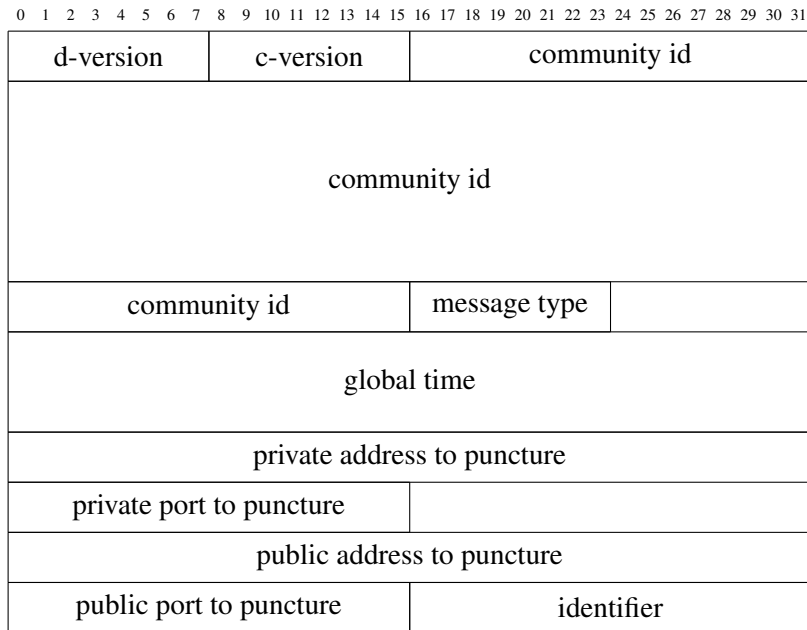 0 1 2 3 4 5 6 7 8 9 10 11 12 13 14 15 16 17 18 19 20 21 22 23 24 25 26 27 28 29 30 31
d-version c-version community id
community id
community id message type
global time
private address to puncture
private port to puncture
public address to puncture
public port to puncture identifier